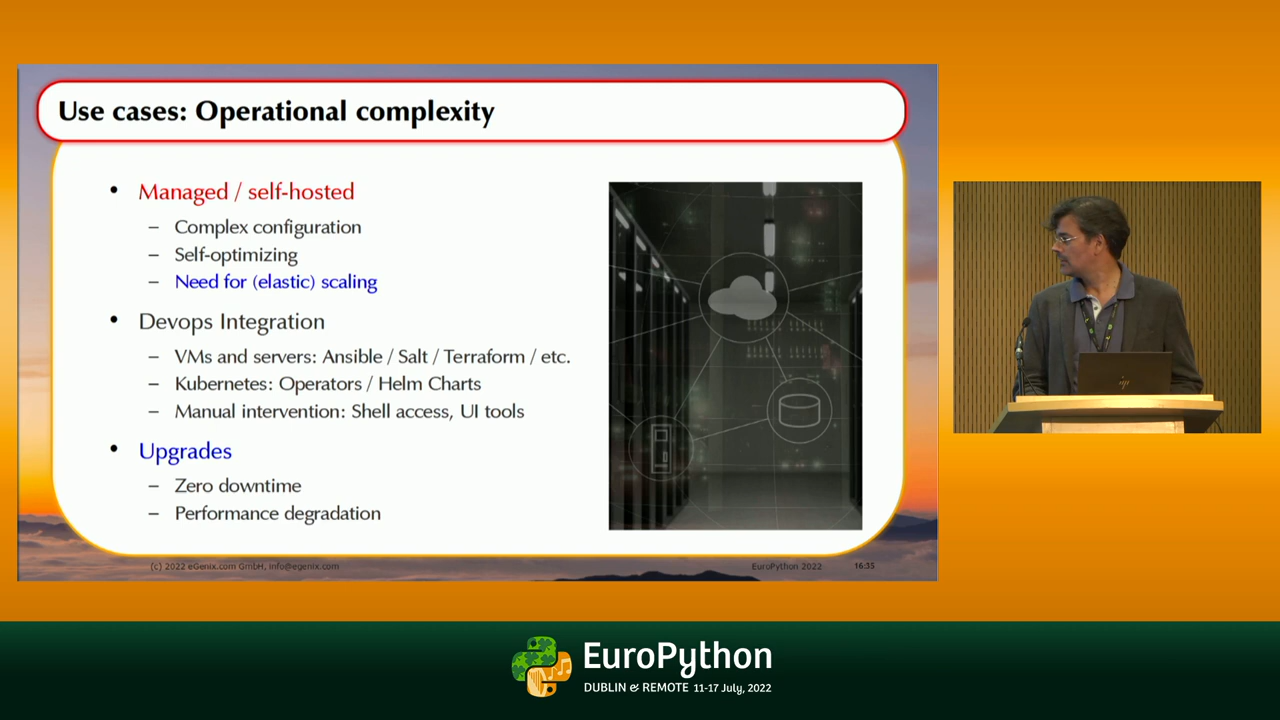 Use cases: Operational complexity
• Managed / self-hosted
– Complex configuration
– Self-optimizing
– Need for (elastic) scaling
• Devops Integration
– VMs and servers: Ansible / Salt / Terraform / etc.
– Kubernetes: Operators / Helm Charts
– Manual intervention: Shell access, UI tools
• Upgrades
– Zero downtime
– Performance degradation
(c) 2022 eGenix.com GmbH, info@egenix.com
EuroPython 2022
16:35
hp
EuroPython
DUBLIN & REMOTE 11-17 July, 2022